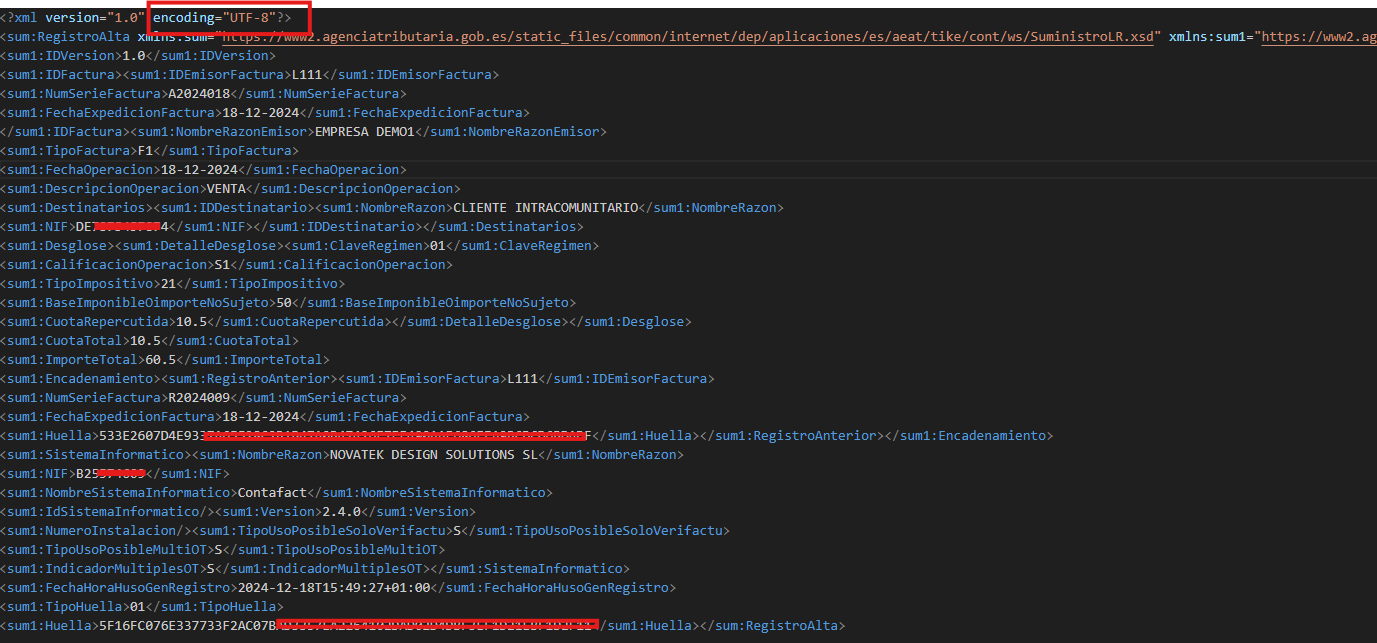 <?xml version="1.0" encoding="UTF-8"?>
<sum:RegistroAlta xmlns:sum="https://www2.agenciatributaria.gob.es/static_files/common/internet/dep/aplicaciones/es/aeat/tike/cont/ws/SuministroLR.xsd" xmlns:sum1="https://www2.ag
<sum1:IDVersion>1.0</sum1:IDVersion>
<sum1:IDFactura><sum1:IDEmisorFactura>L111</sum1:IDEmisorFactura>
<sum1:NumSerieFactura>A2024018</sum1:NumSerieFactura>
<sum1:FechaExpedicionFactura>18-12-2024</sum1:FechaExpedicionFactura>
</sum1:IDFactura><sum1:NombreRazonEmisor>EMPRESA DEMO1</sum1:NombreRazonEmisor>
<sum1:TipoFactura>F1</sum1:TipoFactura>
<sum1:FechaOperacion>18-12-2024</sum1:FechaOperacion>
<sum1:DescripcionOperacion>VENTA</sum1:DescripcionOperacion>
<sum1:Destinatarios><sum1:IDDestinatario><sum1:NombreRazon>CLIENTE INTRACOMUNITARIO</sum1:NombreRazon>
<sum1:NIF>DE 4</sum1:NIF></sum1:IDDestinatario></sum1:Destinatarios>
<sum1:Desglose><sum1:DetalleDesglose><sum1:ClaveRegimen>01</sum1:ClaveRegimen>
<sum1:CalificacionOperacion>S1</sum1:CalificacionOperacion>
<sum1:TipoImpositivo>21</sum1:TipoImpositivo>
<sum1:BaseImponibleOimporteNoSujeto>50</sum1:BaseImponibleOimporteNoSujeto>
<sum1:CuotaRepercutida>10.5</sum1:CuotaRepercutida></sum1:DetalleDesglose></sum1:Desglose>
<sum1:CuotaTotal>10.5</sum1:CuotaTotal>
<sum1:ImporteTotal>60.5</sum1:ImporteTotal>
<sum1:Encadenamiento><sum1:RegistroAnterior><sum1:IDEmisorFactura>L111</sum1:IDEmisorFactura>
<sum1:NumSerieFactura>R2024009</sum1:NumSerieFactura>
<sum1:FechaExpedicionFactura>18-12-2024</sum1:FechaExpedicionFactura>
<sum1:Huella>533E2607D4E933 F</sum1:Huella></sum1:RegistroAnterior></sum1:Encadenamiento>
<sum1:SistemaInformatico><sum1:NombreRazon>NOVATEK DESIGN SOLUTIONS SL</sum1:NombreRazon>
<sum1:NIF>B25 </sum1:NIF>
<sum1:NombreSistemaInformatico>Contafact</sum1:NombreSistemaInformatico>
<sum1:IdSistemaInformatico/><sum1:Version>2.4.0</sum1:Version>
<sum1:NumeroInstalacion/><sum1:TipoUsoPosibleSoloVerifactu>S</sum1:TipoUsoPosibleSoloVerifactu>
<sum1:TipoUsoPosibleMultiOT>S</sum1:TipoUsoPosibleMultiOT>
<sum1:IndicadorMultiplesOT>S</sum1:IndicadorMultiplesOT></sum1:SistemaInformatico>
<sum1:FechaHoraHusoGenRegistro>2024-12-18T15:49:27+01:00</sum1:FechaHoraHusoGenRegistro>
<sum1:TipoHuella>01</sum1:TipoHuella>
<sum1:Huella>5F16FC076E337733F2AC07B /sum1:Huella></sum:RegistroAlta>